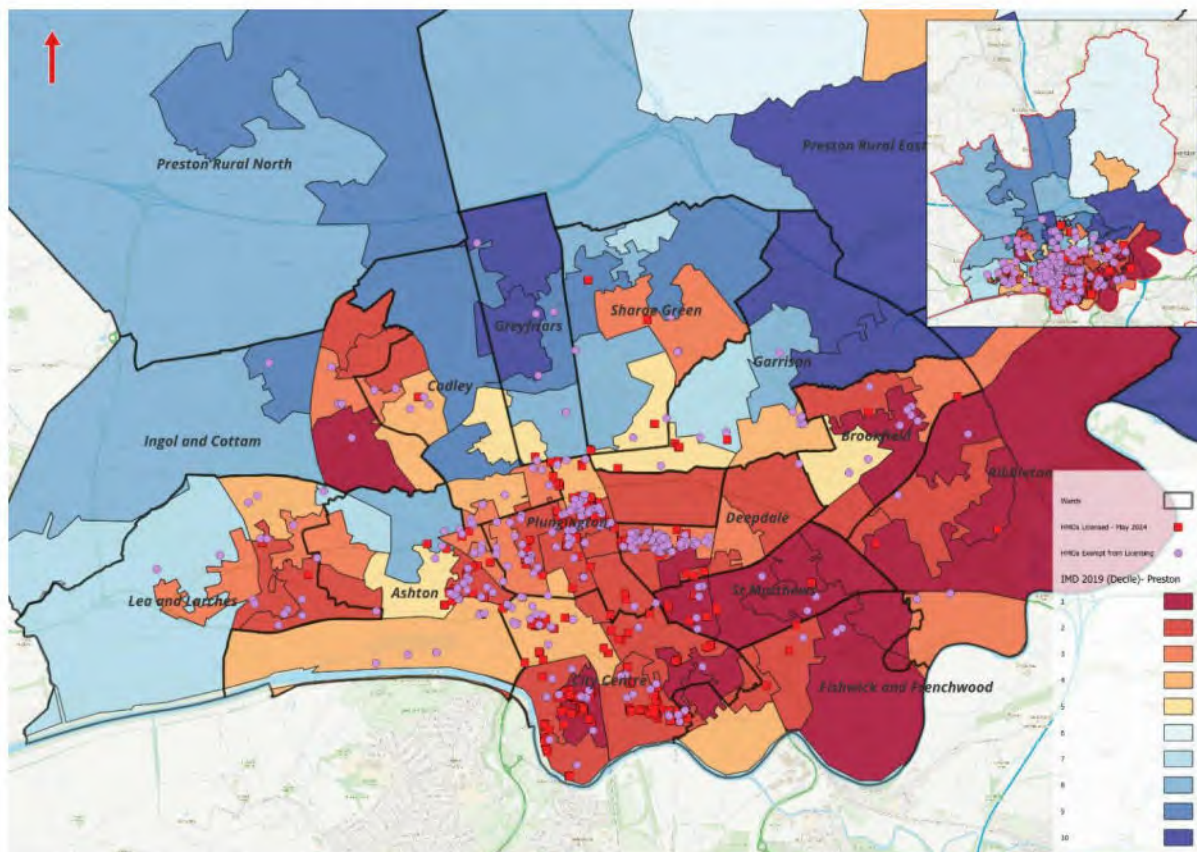 Preston Rural North
Preston Rural East
Greyfriars
Sharoe Green
Garrison
Cadley
Ingol and Cottam
Brookfield
Ribbleton
Plungington
Deepdale
Lea and Larches
Ashton
St Matthews
City Centre
Fishwick and Frenchwood
Wards
HMOs Licensed - May 2024
HMOs Exempt from Licensing
IMD 2019 (Decile)- Preston
1
2
3
4
5
6
7
8
9
10